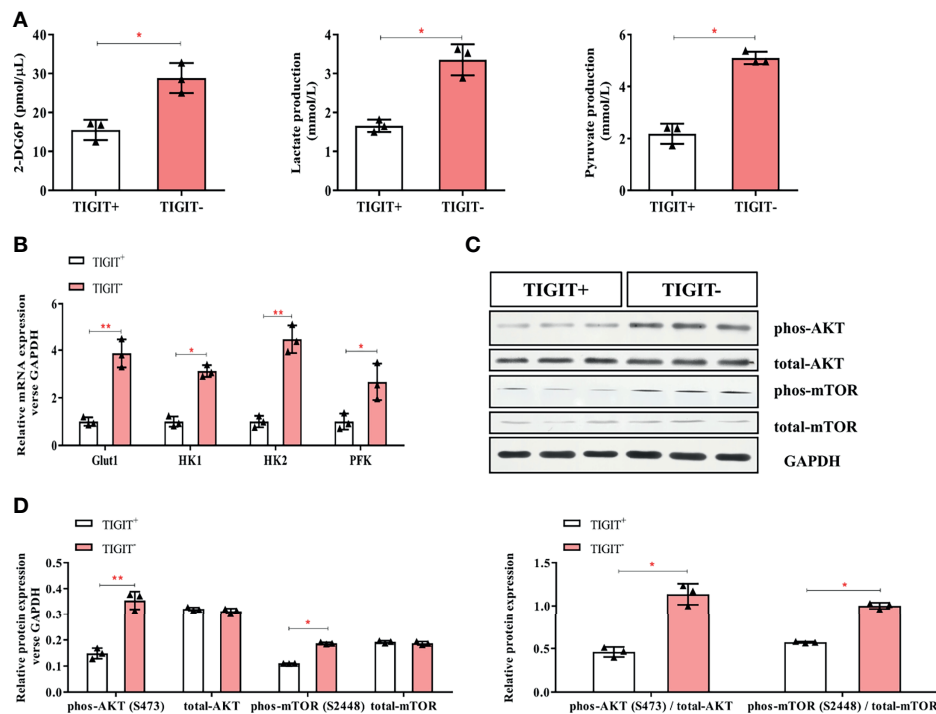 A
2-DG6P (pmol/μL)
40
30
20
10
0
*
TIGIT+ TIGIT-
Lactate production
(mmol/L)
4
3
2
1
0
*
TIGIT+ TIGIT-
Pyruvate production
(mmol/L)
6
4
2
0
*
TIGIT+ TIGIT-
B
TIGIT+
TIGIT-
Relative mRNA expression
verse GAPDH
6
4
2
0
** * ** *
Glut1 HK1 HK2 PFK
C
TIGIT+ TIGIT-
phos-AKT
total-AKT
phos-mTOR
total-mTOR
GAPDH
D
TIGIT+
TIGIT-
Relative protein expression
verse GAPDH
0.5
0.4
0.3
0.2
0.1
0.0
** *
phos-AKT (S473) total-AKT phos-mTOR (S2448) total-mTOR
TIGIT+
TIGIT-
Relative protein expression
1.5
1.0
0.5
0.0
* *
phos-AKT (S473) / total-AKT phos-mTOR (S2448) / total-mTOR